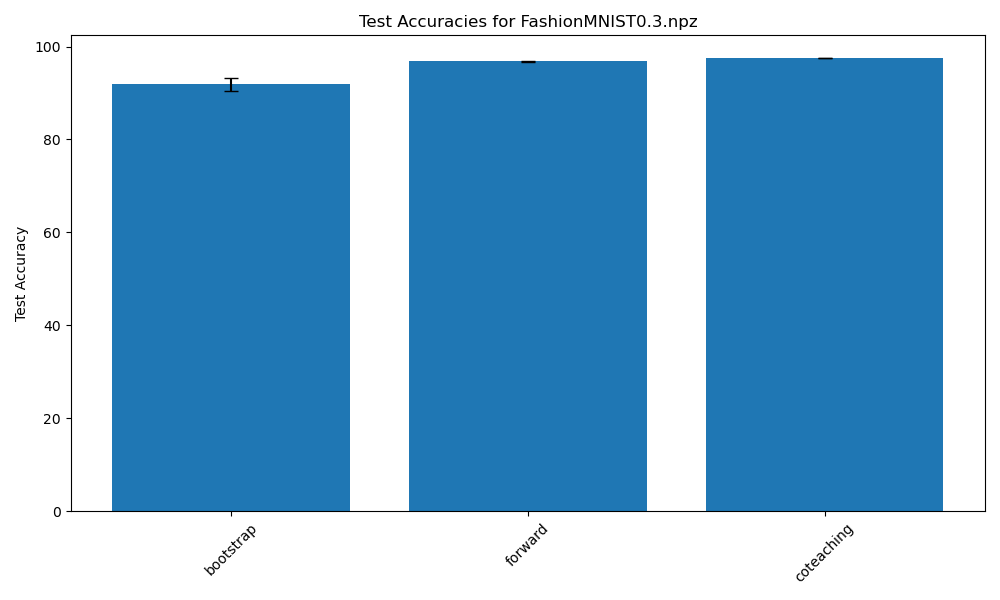 Test Accuracies for FashionMNIST0.3.npz
Test Accuracy
100
80
60
40
20
0
bootstrap
forward
coteaching